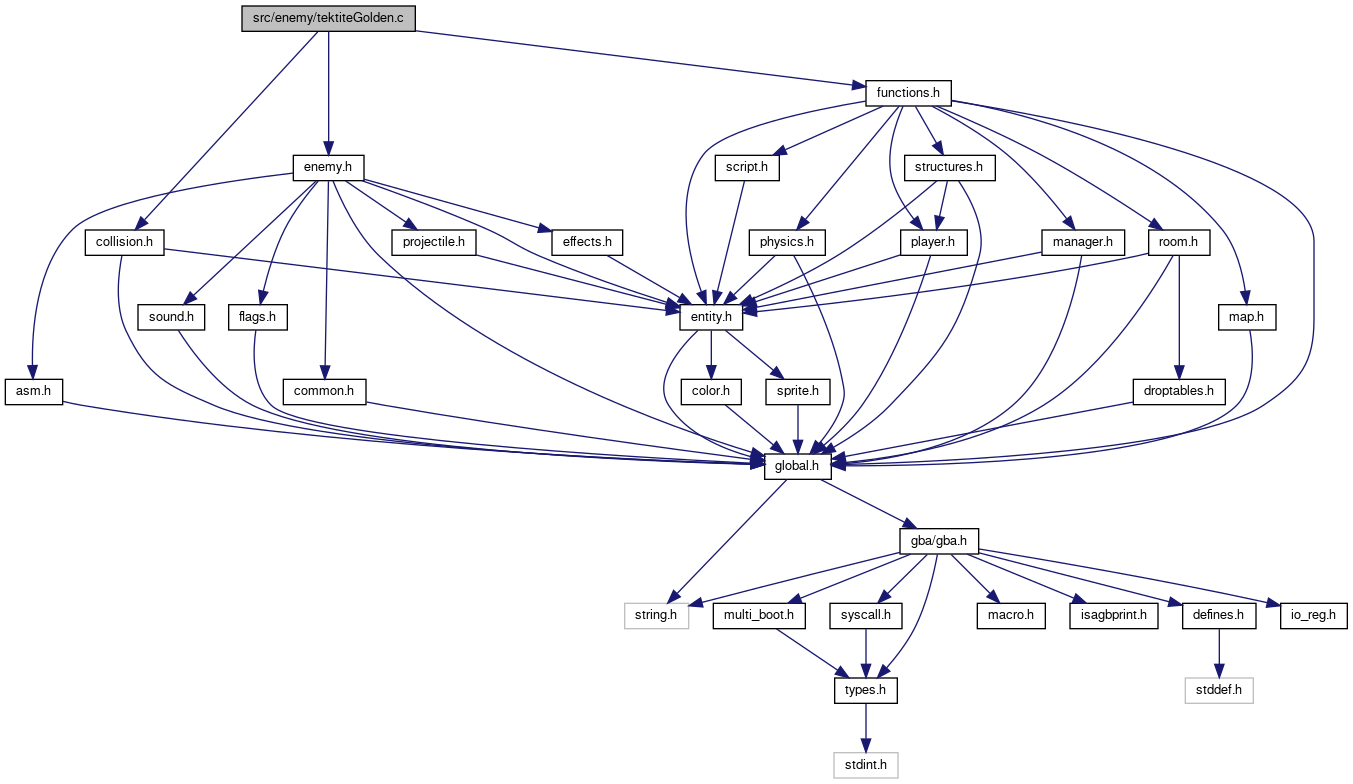 src/enemy/tektiteGolden.c
functions.h
enemy.h
script.h
structures.h
collision.h
projectile.h
effects.h
physics.h
player.h
manager.h
room.h
sound.h
flags.h
entity.h
map.h
asm.h
common.h
color.h
sprite.h
droptables.h
global.h
gba/gba.h
string.h
multi_boot.h
syscall.h
macro.h
isagbprint.h
defines.h
io_reg.h
types.h
stddef.h
stdint.h